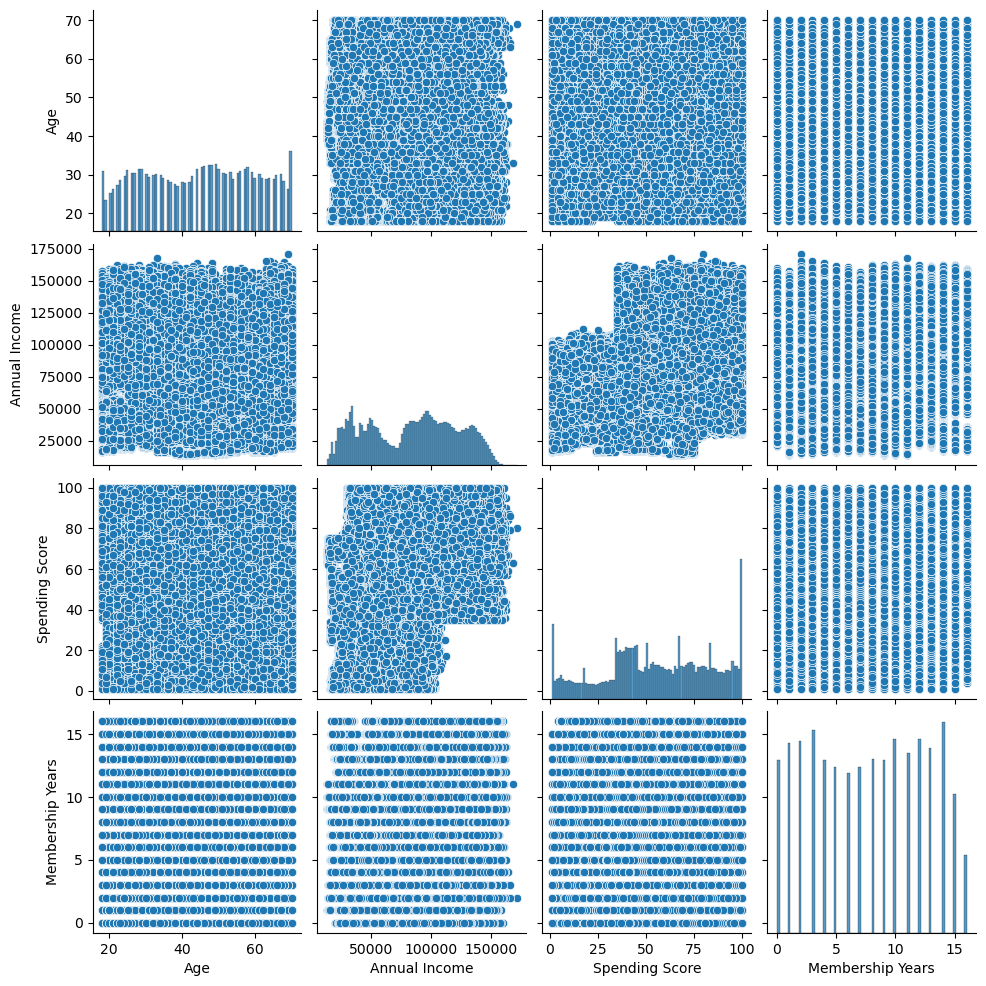 70
60
50
40
30
20
Age
175000
150000
125000
100000
75000
50000
25000
Annual Income
100
80
60
40
20
0
Spending Score
15
10
5
0
Membership Years
20 40 60
50000 100000 150000
0 25 50 75 100
0 5 10 15
Age
Annual Income
Spending Score
Membership Years